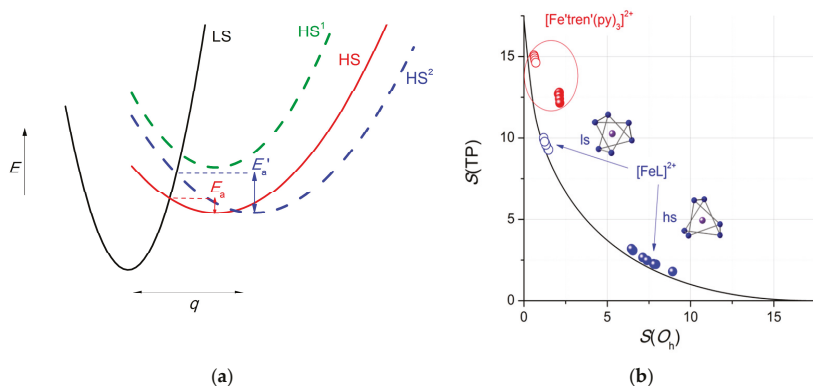 (a)
LS
HS¹
HS
HS²
E
Eₐ
Eₐ'
q
(b)
[Fe'tren'(py)₃]²⁺
S(TP)
15
10
5
0
ls
[FeL]²⁺
hs
0
5
10
15
S(Oₕ)
(a)
(b)